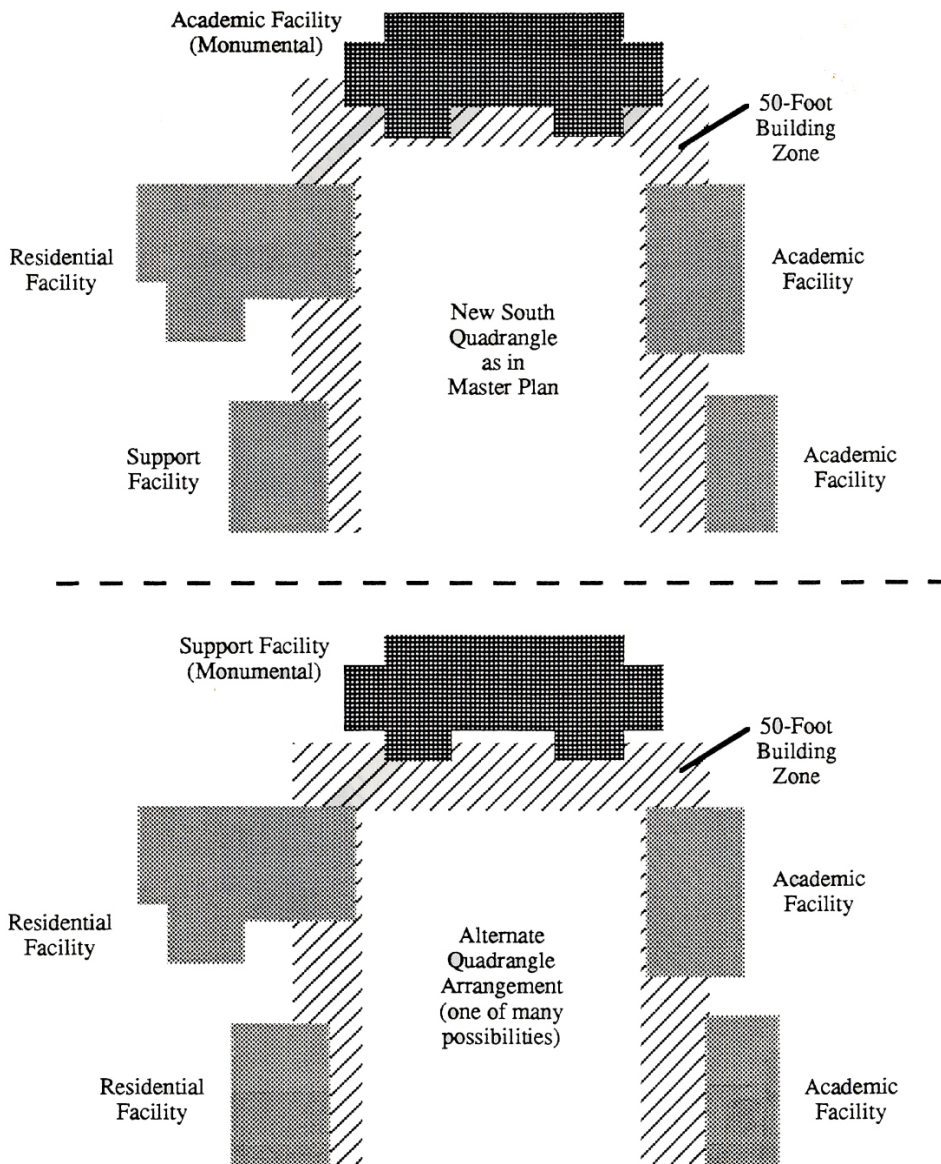 Academic Facility
(Monumental)
50-Foot
Building
Zone
Residential
Facility
Academic
Facility
New South
Quadrangle
as in
Master Plan
Support
Facility
Academic
Facility
Support Facility
(Monumental)
50-Foot
Building
Zone
Academic
Facility
Residential
Facility
Alternate
Quadrangle
Arrangement
(one of many
possibilities)
Residential
Facility
Academic
Facility